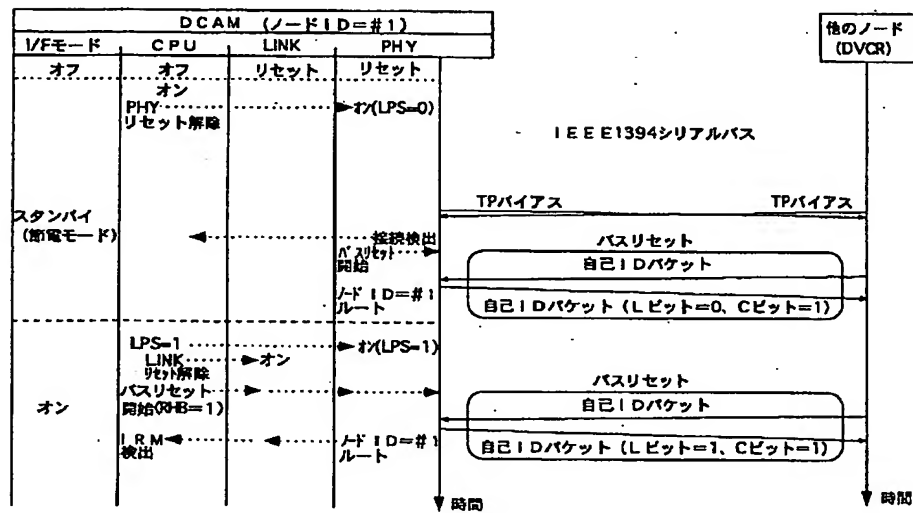 DCAM (ノードID=#1)
I/Fモード CPU LINK PHY
他のノード
(DVCR)
オフ オフ リセット リセット
オン
PHY オン(LPS=0)
リセット解除
IEEE1394シリアルバス
TPバイアス TPバイアス
スタンバイ
(節電モード)
接続検出
バスリセット
開始
バスリセット
自己IDパケット
ノードID=#1
ルート
自己IDパケット(Lビット=0、Cビット=1)
LPS=1 オン(LPS=1)
LINK オン
リセット解除
バスリセット
開始(RHB=1)
オン
バスリセット
自己IDパケット
IRM
検出
ノードID=#1
ルート
自己IDパケット(Lビット=1、Cビット=1)
時間 時間